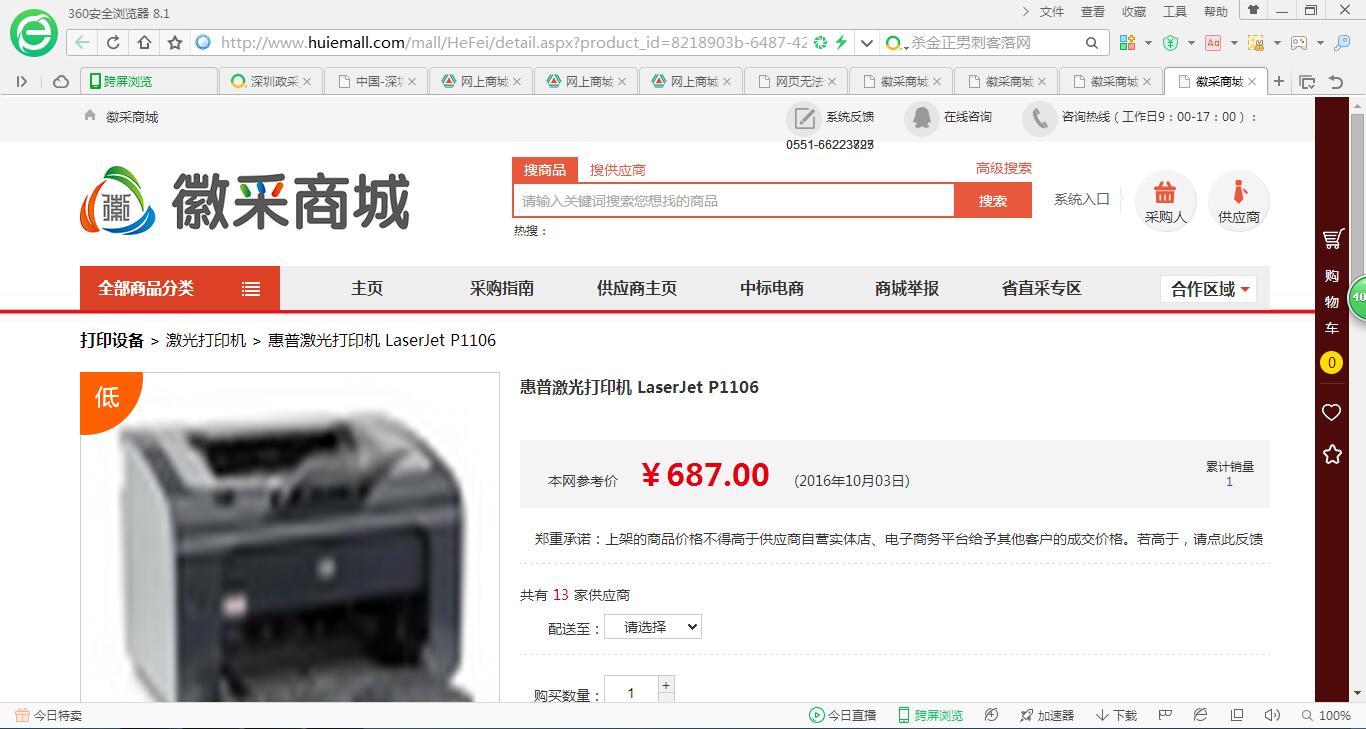 360安全浏览器 8.1
文件 查看 收藏 工具 帮助
http://www.huiemall.com/mall/HeFei/detail.aspx?product_id=8218903b-6487-42
杀金正男刺客落网
跨屏浏览 深圳政采 中国-深圳 网上商城 网上商城 网上商城 网页无法 徽采商城 徽采商城 徽采商城 徽采商城
徽采商城
系统反馈 在线咨询 咨询热线(工作日9:00-17:00):
徽采商城
搜商品 搜供应商 高级搜索
请输入关键词搜索您想找的商品 搜索
热搜:
系统入口 采购人 供应商
全部商品分类 主页 采购指南 供应商主页 中标电商 商城举报 省直采专区 合作区域
打印设备 > 激光打印机 > 惠普激光打印机 LaserJet P1106
低
惠普激光打印机 LaserJet P1106
本网参考价 ¥687.00 (2016年10月03日)
累计销量
1
郑重承诺:上架的商品价格不得高于供应商自营实体店、电子商务平台给予其他客户的成交价格。若高于,请点此反馈
共有 13 家供应商
配送至: 请选择
购买数量: 1 +
购物车
0
40
今日特卖 今日直播 跨屏浏览 加速器 下载 100%